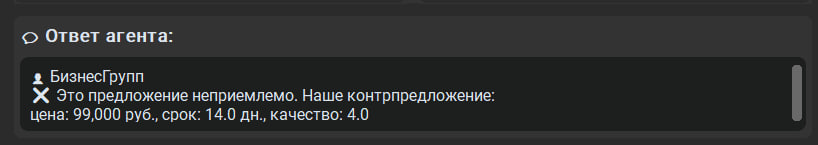 Ответ агента:
БизнесГрупп
Это предложение неприемлемо. Наше контрпредложение:
цена: 99,000 руб., срок: 14.0 дн., качество: 4.0